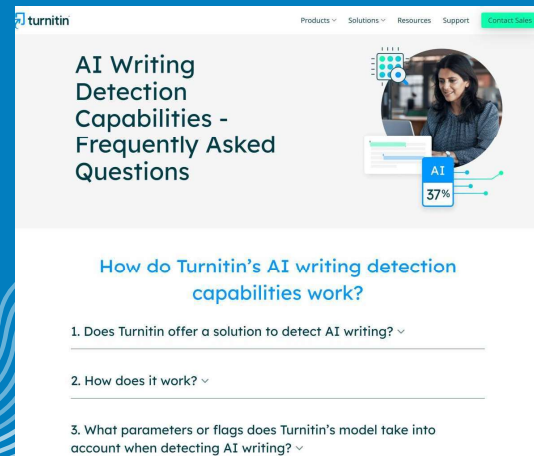 turnitin
Products Solutions Resources Support Contact Sales
AI Writing
Detection
Capabilities -
Frequently Asked
Questions
AI
37%
How do Turnitin's AI writing detection
capabilities work?
1. Does Turnitin offer a solution to detect AI writing?
2. How does it work?
3. What parameters or flags does Turnitin's model take into
account when detecting AI writing?